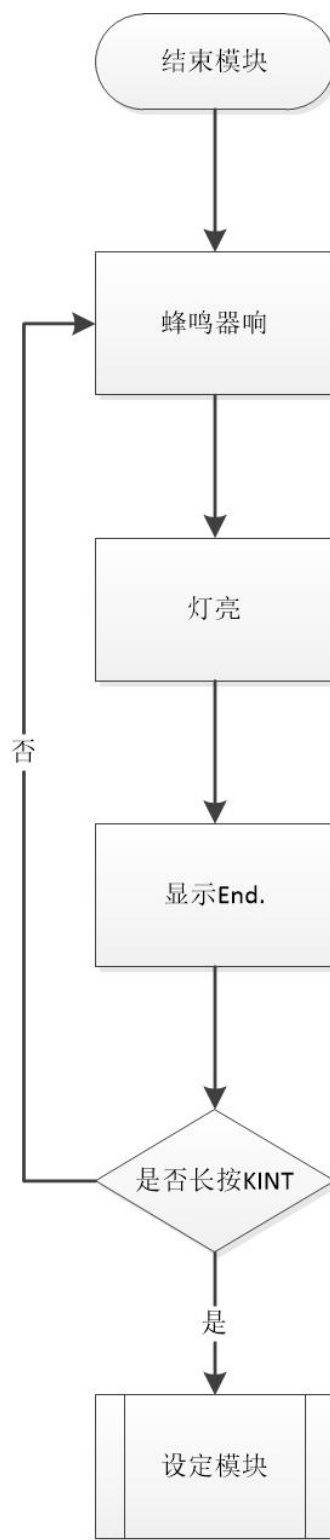 结束模块
蜂鸣器响
灯亮
否
显示End.
是否长按KINT
是
设定模块